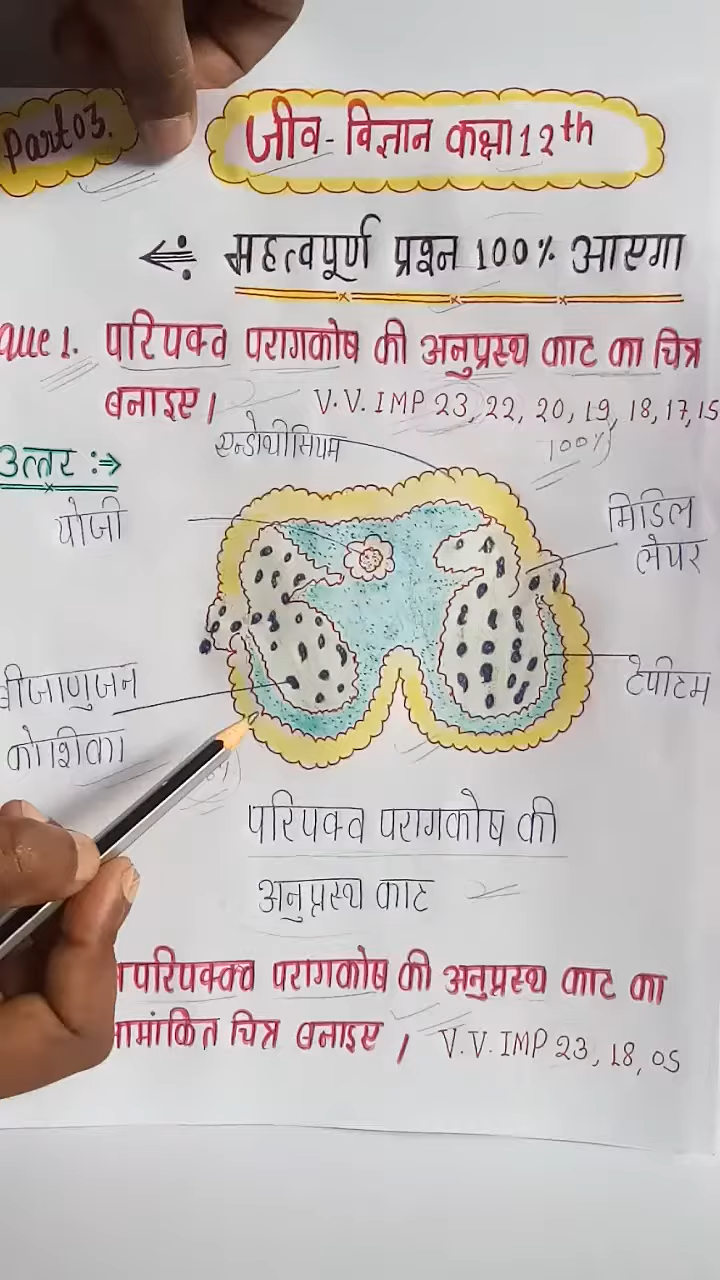 Part 03.
जीव-विज्ञान कक्षा 12th
महत्वपूर्ण प्रश्न 100% आएगा
Que 1. परिपक्व परागकोष की अनुप्रस्थ काट का चित्र
बनाइए। V.V. IMP 23, 22, 20, 19, 18, 17, 15
100%
उत्तर :⇒
एन्डोथीसियम
योजी
मिडिल
लेयर
टेपीटम
बीजाणुजन
कोशिका
परिपक्व परागकोष की
अनुप्रस्थ काट
परिपक्व परागकोष की अनुप्रस्थ काट का
नामांकित चित्र बनाइए। V.V. IMP 23, 18, 05